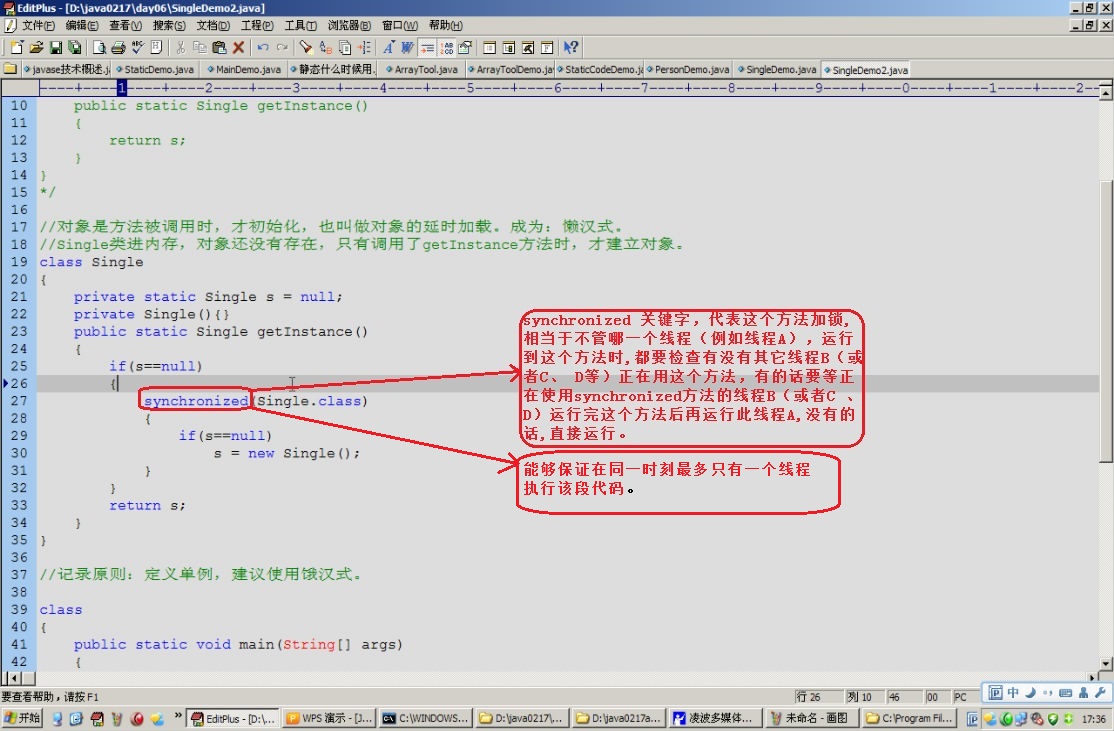 EditPlus - [D:\java0217\day06\SingleDemo2.java]
文件(F) 编辑(E) 查看(V) 搜索(S) 文档(D) 工程(P) 工具(T) 浏览器(B) 窗口(W) 帮助(H)
javase技术概述.j StaticDemo.java MainDemo.java 静态什么时候用. ArrayTool.java ArrayToolDemo.ja StaticCodeDemo.j PersonDemo.java SingleDemo.java SingleDemo2.java
----+----1----+----2----+----3----+----4----+----5----+----6----+----7----+----8----+----9----+----0----+----1----+----2--
10 public static Single getInstance()
11 {
12 return s;
13 }
14 }
15 */
16
17 //对象是方法被调用时，才初始化，也叫做对象的延时加载。成为：懒汉式。
18 //Single类进内存，对象还没有存在，只有调用了getInstance方法时，才建立对象。
19 class Single
20 {
21 private static Single s = null;
22 private Single(){}
23 public static Single getInstance()
24 {
25 if(s==null)
26 {
27 synchronized(Single.class)
28 {
29 if(s==null)
30 s = new Single();
31 }
32 }
33 return s;
34 }
35 }
36
37 //记录原则：定义单例，建议使用饿汉式。
38
39 class
40 {
41 public static void main(String[] args)
42 {
synchronized 关键字，代表这个方法加锁,
相当于不管哪一个线程（例如线程A），运行
到这个方法时,都要检查有没有其它线程B（或
者C、 D等）正在用这个方法，有的话要等正
在使用synchronized方法的线程B（或者C 、
D）运行完这个方法后再运行此线程A,没有的
话,直接运行。
能够保证在同一时刻最多只有一个线程
执行该段代码。
要查看帮助，请按F1
行 26 列 10 46 00 PC
中
开始 EditPlus - [D:\... WPS 演示 - [J... C:\WINDOWS... D:\java0217\... D:\java0217a... 凌波多媒体... 未命名 - 画图 C:\Program Fil... 17:36